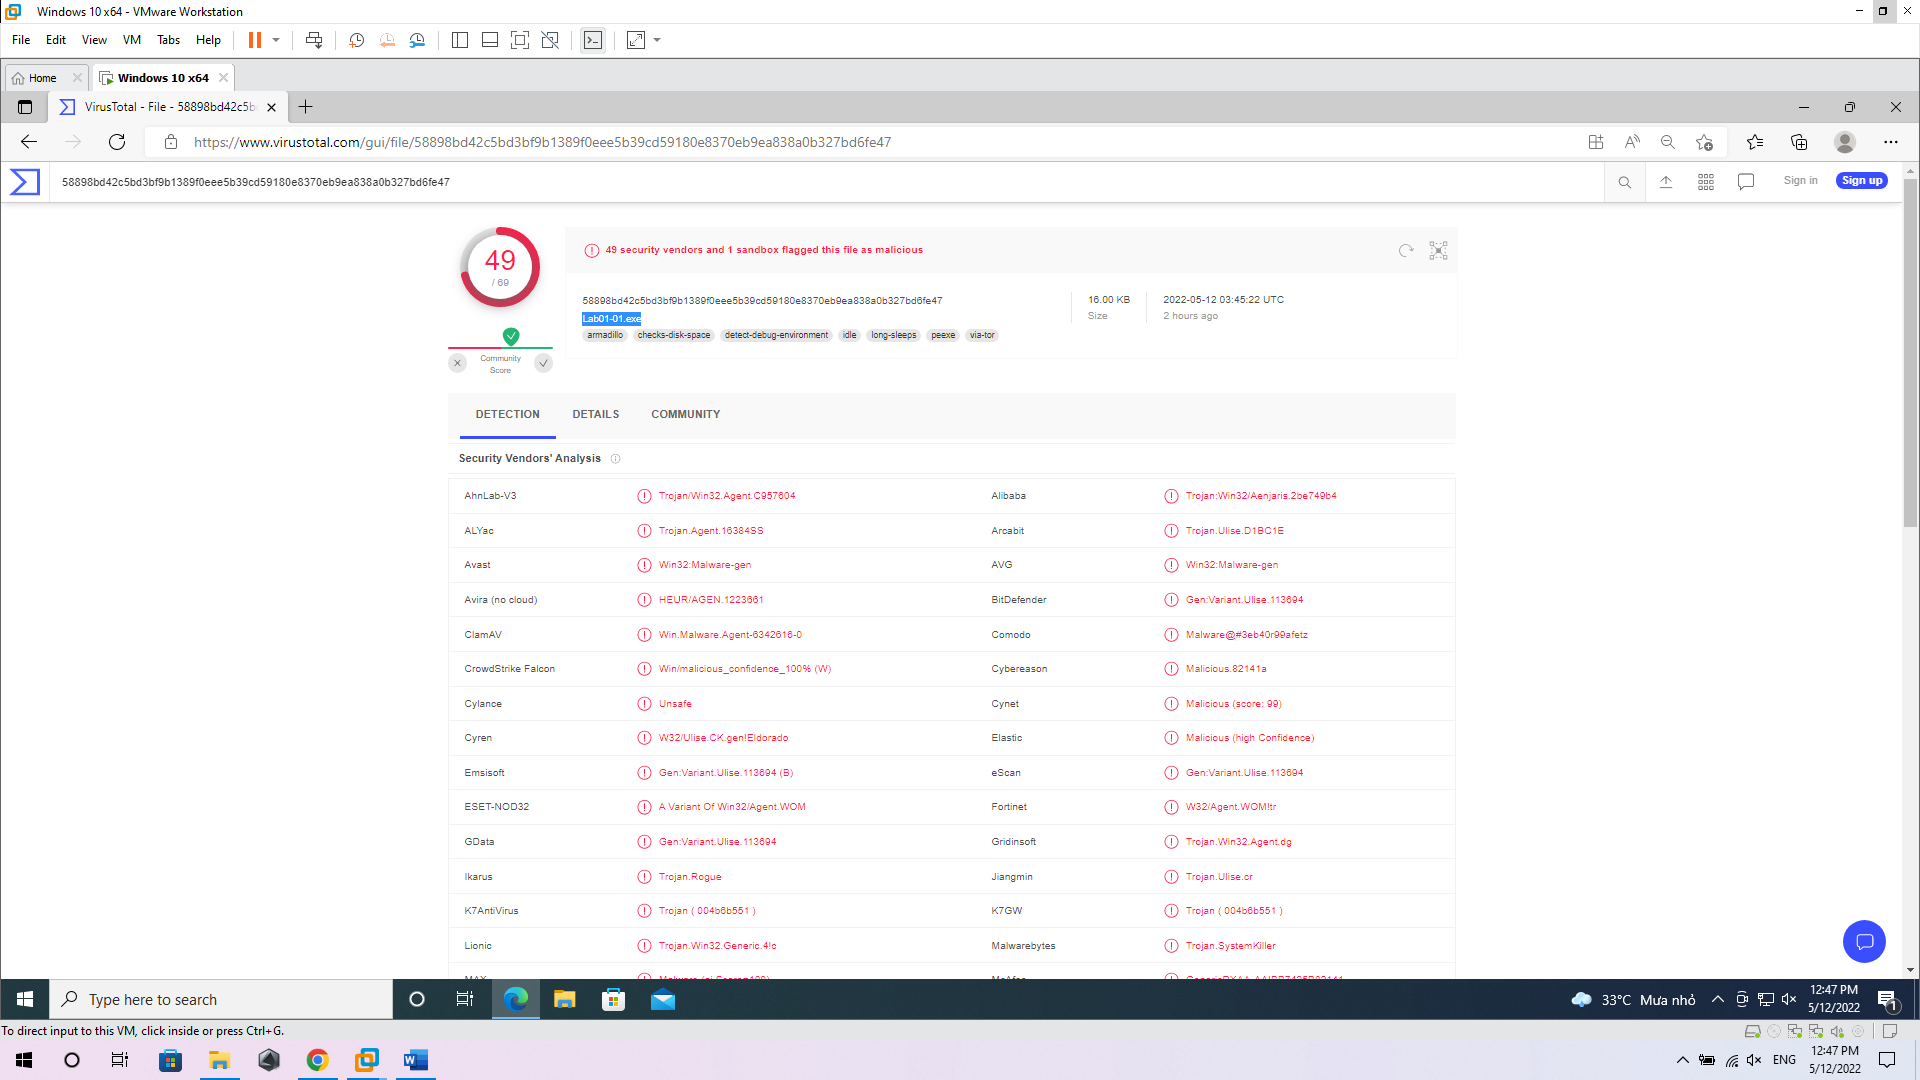 Windows 10 x64 - VMware Workstation
File Edit View VM Tabs Help
Home Windows 10 x64
VirusTotal - File - 58898bd42c5b
https://www.virustotal.com/gui/file/58898bd42c5bd3bf9b1389f0eee5b39cd59180e8370eb9ea838a0b327bd6fe47
58898bd42c5bd3bf9b1389f0eee5b39cd59180e8370eb9ea838a0b327bd6fe47
Sign in Sign up
49
/ 69
49 security vendors and 1 sandbox flagged this file as malicious
58898bd42c5bd3bf9b1389f0eee5b39cd59180e8370eb9ea838a0b327bd6fe47
Lab01-01.exe
armadillo checks-disk-space detect-debug-environment idle long-sleeps peexe via-tor
16.00 KB
Size
2022-05-12 03:45:22 UTC
2 hours ago
Community
Score
DETECTION DETAILS COMMUNITY
Security Vendors' Analysis
AhnLab-V3 Trojan/Win32.Agent.C957604 Alibaba Trojan:Win32/Aenjaris.2be749b4
ALYac Trojan.Agent.16384SS Arcabit Trojan.Ulise.D1BC1E
Avast Win32:Malware-gen AVG Win32:Malware-gen
Avira (no cloud) HEUR/AGEN.1223661 BitDefender Gen:Variant.Ulise.113694
ClamAV Win.Malware.Agent-6342616-0 Comodo Malware@#3eb40r99afetz
CrowdStrike Falcon Win/malicious_confidence_100% (W) Cybereason Malicious.82141a
Cylance Unsafe Cynet Malicious (score: 99)
Cyren W32/Ulise.CK.gen!Eldorado Elastic Malicious (high Confidence)
Emsisoft Gen:Variant.Ulise.113694 (B) eScan Gen:Variant.Ulise.113694
ESET-NOD32 A Variant Of Win32/Agent.WOM Fortinet W32/Agent.WOM!tr
GData Gen:Variant.Ulise.113694 Gridinsoft Trojan.Win32.Agent.dg
Ikarus Trojan.Rogue Jiangmin Trojan.Ulise.cr
K7AntiVirus Trojan ( 004b6b551 ) K7GW Trojan ( 004b6b551 )
Lionic Trojan.Win32.Generic.4!c Malwarebytes Trojan.SystemKiller
Type here to search
33°C Mưa nhỏ
12:47 PM
5/12/2022
1
To direct input to this VM, click inside or press Ctrl+G.
ENG
12:47 PM
5/12/2022